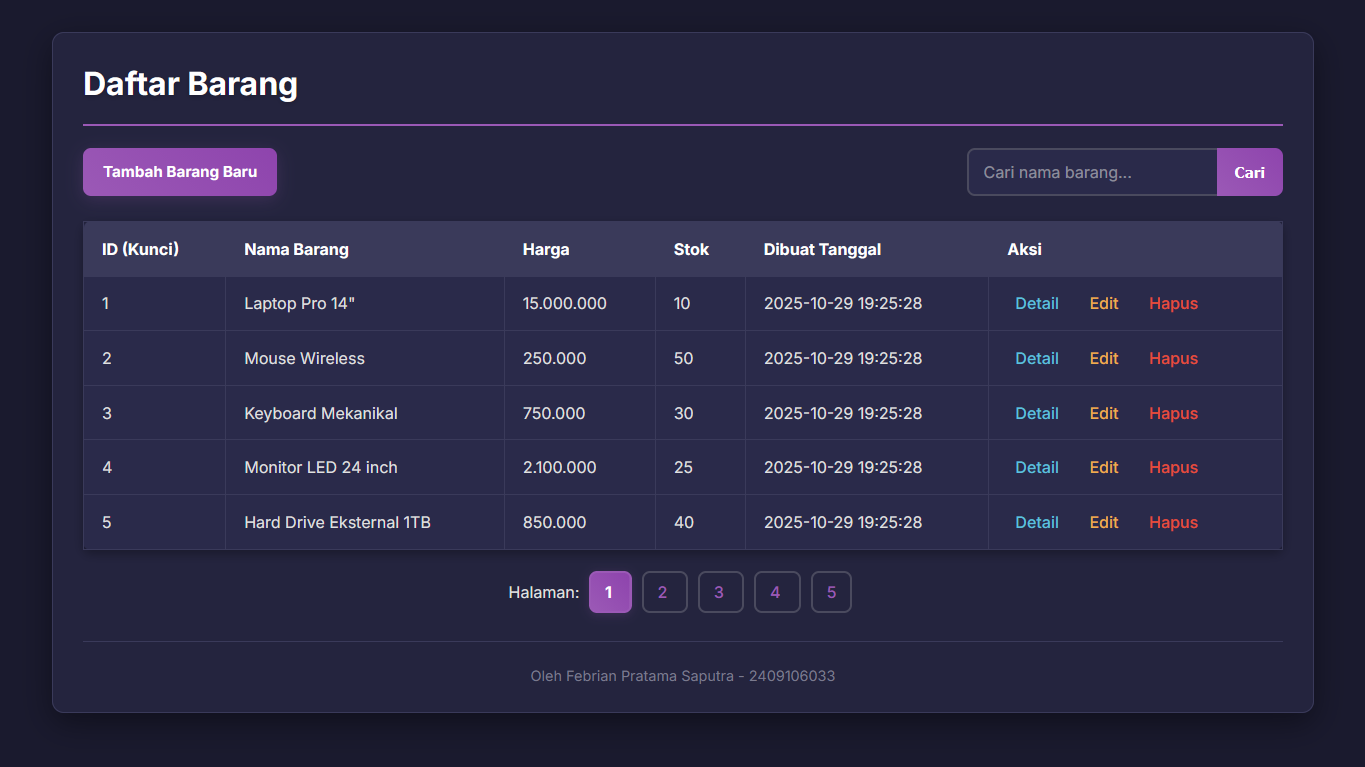 Daftar Barang
Tambah Barang Baru
Cari nama barang...
Cari
ID (Kunci) Nama Barang Harga Stok Dibuat Tanggal Aksi
1 Laptop Pro 14" 15.000.000 10 2025-10-29 19:25:28 Detail Edit Hapus
2 Mouse Wireless 250.000 50 2025-10-29 19:25:28 Detail Edit Hapus
3 Keyboard Mekanikal 750.000 30 2025-10-29 19:25:28 Detail Edit Hapus
4 Monitor LED 24 inch 2.100.000 25 2025-10-29 19:25:28 Detail Edit Hapus
5 Hard Drive Eksternal 1TB 850.000 40 2025-10-29 19:25:28 Detail Edit Hapus
Halaman: 1 2 3 4 5
Oleh Febrian Pratama Saputra - 2409106033